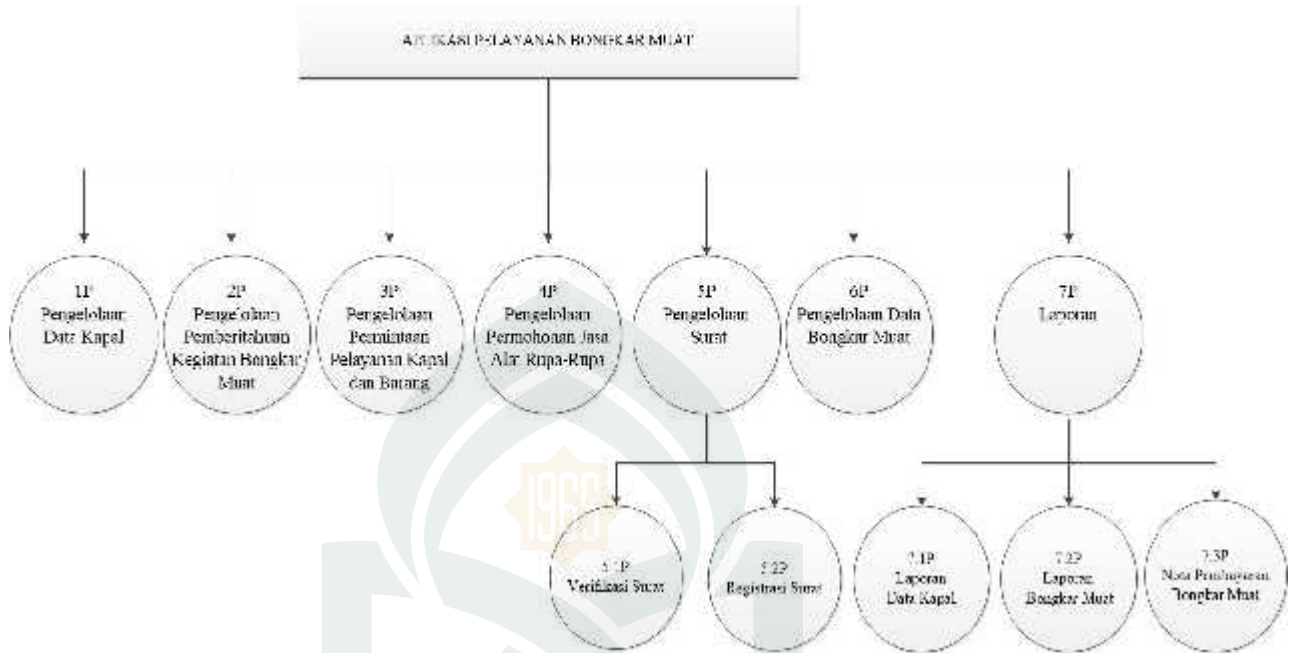 APLIKASI PELAYANAN BONGKAR MUAT
1P
Pengelolaan
Data Kapal
2P
Pengelolaan
Pemberitahuan
Kegiatan Bongkar
Muat
3P
Pengelolaan
Permintaan
Pelayanan Kapal
dan Barang
4P
Pengelolaan
Permohonan Jasa
Alat Rupa-Rupa
5P
Pengelolaan
Surat
6P
Pengelolaan Data
Bongkar Muat
7P
Laporan
5.1P
Verifikasi Surat
5.2P
Registrasi Surat
7.1P
Laporan
Data Kapal
7.2P
Laporan
Bongkar Muat
7.3P
Nota Pembayaran
Bongkar Muat
1966